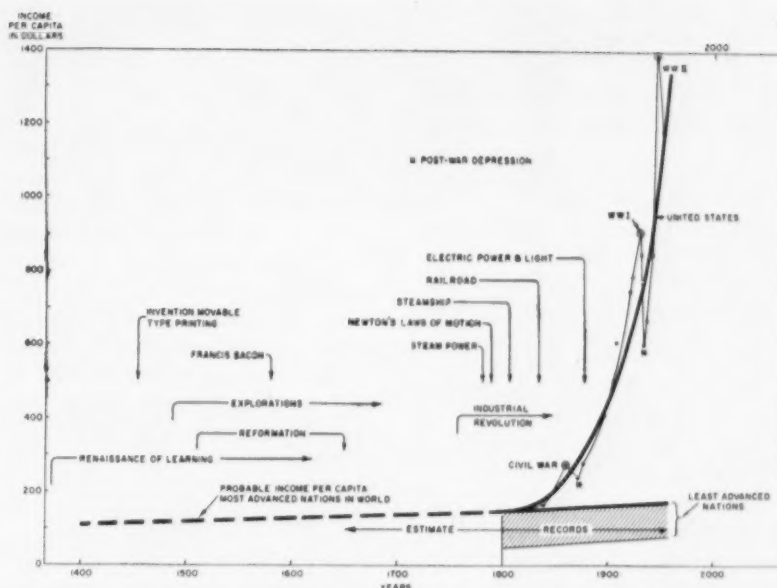 INCOME
PER CAPITA
IN DOLLARS
1400
2000
WW
1200
POST-WAR DEPRESSION
1000
WW I
UNITED STATES
ELECTRIC POWER & LIGHT
800
RAILROAD
STEAMSHIP
INVENTION MOVABLE
TYPE PRINTING
NEWTON'S LAWS OF MOTION
600
STEAM POWER
FRANCIS BACON
EXPLORATIONS
400
INDUSTRIAL
REVOLUTION
REFORMATION
RENAISSANCE OF LEARNING
CIVIL WAR
200
PROBABLE INCOME PER CAPITA
MOST ADVANCED NATIONS IN WORLD
LEAST ADVANCED
NATIONS
ESTIMATE
RECORDS
0
1400
1500
1600
1700
1800
1900
2000
YEARS